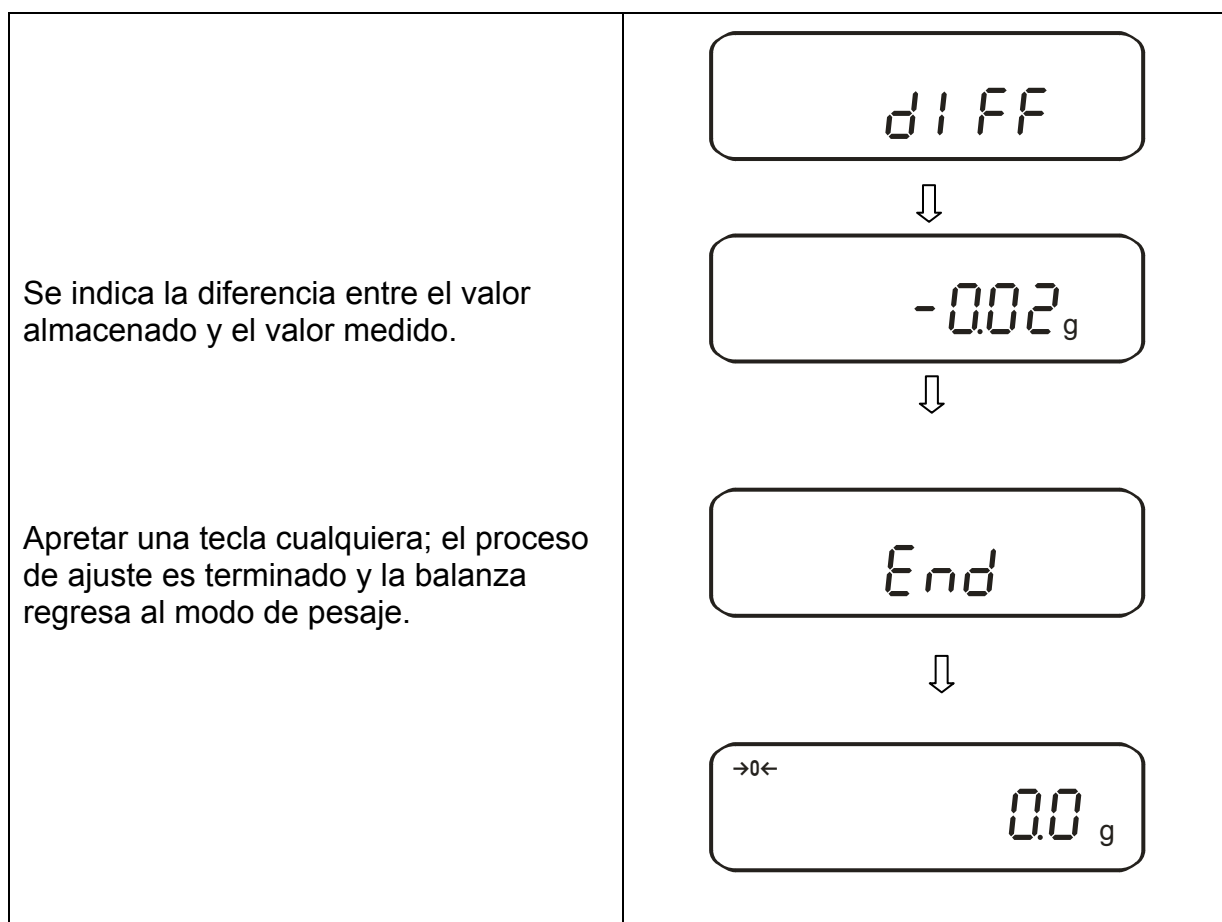 dIFF
Se indica la diferencia entre el valor
almacenado y el valor medido.
-0.02 g
Apretar una tecla cualquiera; el proceso
de ajuste es terminado y la balanza
regresa al modo de pesaje.
End
→0←
0.0 g